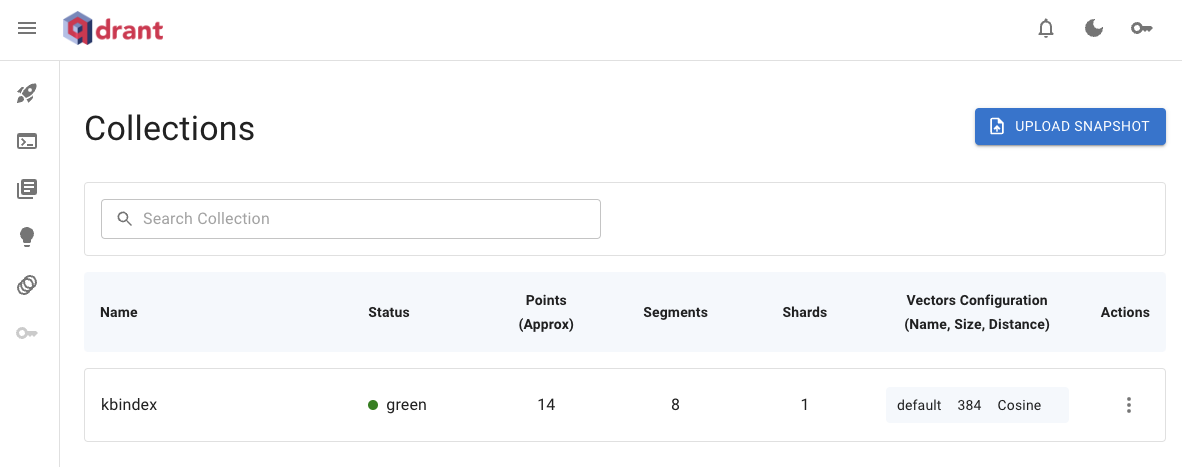 qdrant
Collections
UPLOAD SNAPSHOT
Search Collection
Name Status Points (Approx) Segments Shards Vectors Configuration (Name, Size, Distance) Actions
kbindex green 14 8 1 default 384 Cosine